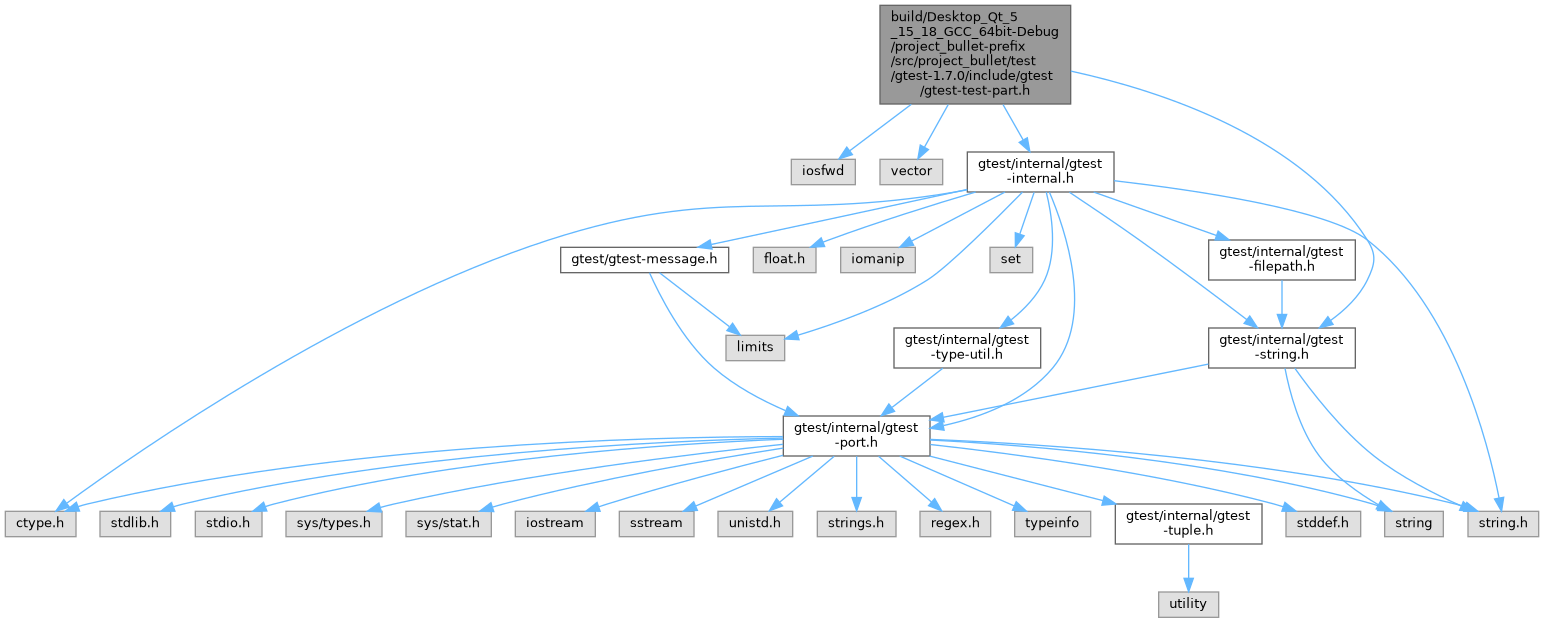 build/Desktop_Qt_5
_15_18_GCC_64bit-Debug
/project_bullet-prefix
/src/project_bullet/test
/gtest-1.7.0/include/gtest
/gtest-test-part.h
iosfwd
vector
gtest/internal/gtest
-internal.h
gtest/gtest-message.h
float.h
iomanip
set
gtest/internal/gtest
-filepath.h
limits
gtest/internal/gtest
-type-util.h
gtest/internal/gtest
-string.h
gtest/internal/gtest
-port.h
ctype.h
stdlib.h
stdio.h
sys/types.h
sys/stat.h
iostream
sstream
unistd.h
strings.h
regex.h
typeinfo
gtest/internal/gtest
-tuple.h
stddef.h
string
string.h
utility